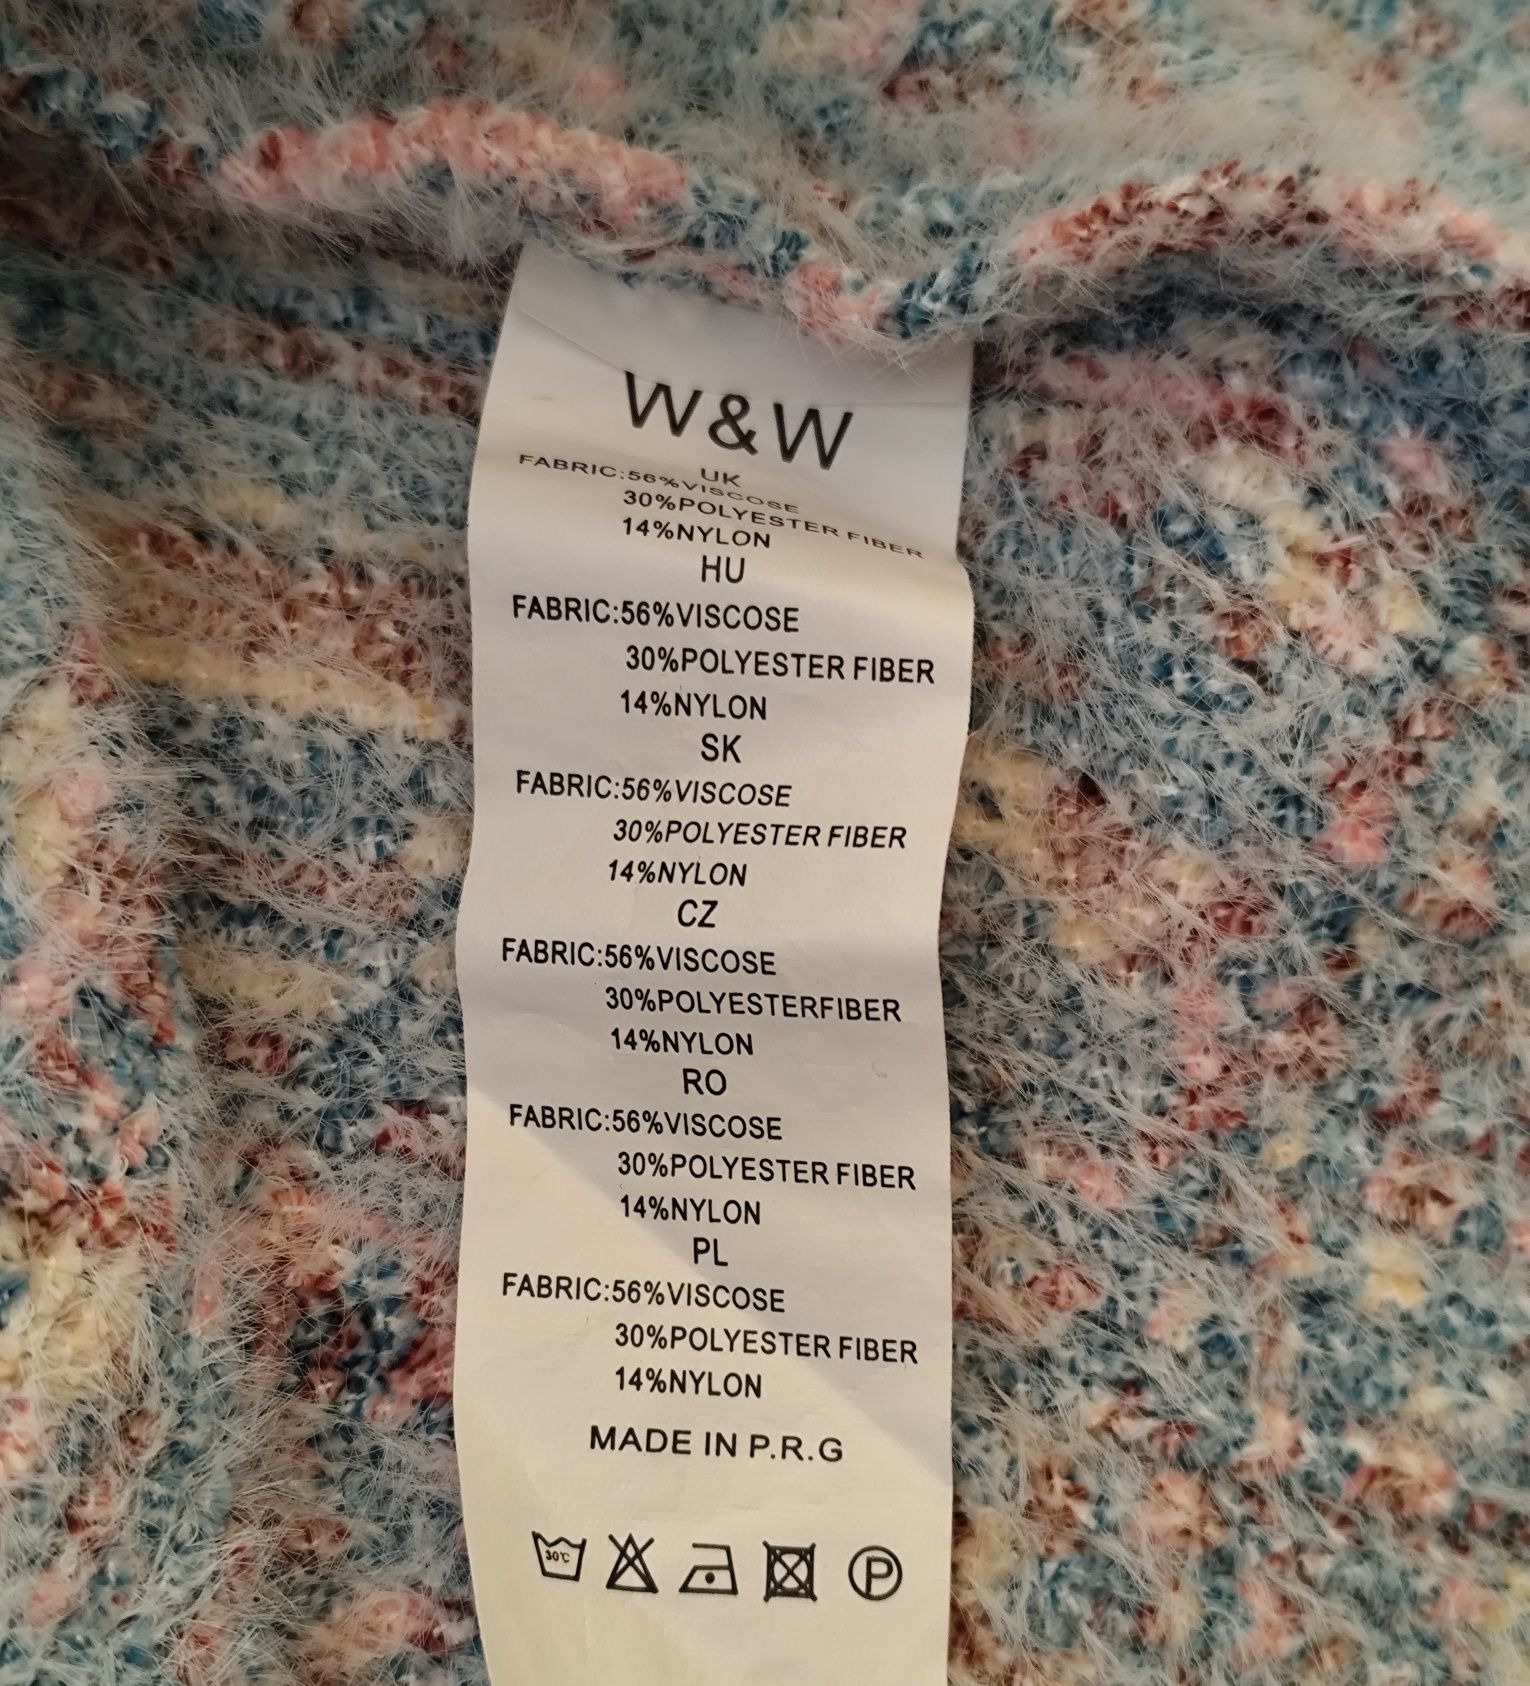 W&W
UK
FABRIC:56%VISCOSE
30%POLYESTER FIBER
14%NYLON
HU
FABRIC:56%VISCOSE
30%POLYESTER FIBER
14%NYLON
SK
FABRIC:56%VISCOSE
30%POLYESTER FIBER
14%NYLON
CZ
FABRIC:56%VISCOSE
30%POLYESTERFIBER
14%NYLON
RO
FABRIC:56%VISCOSE
30%POLYESTER FIBER
14%NYLON
PL
FABRIC:56%VISCOSE
30%POLYESTER FIBER
14%NYLON
MADE IN P.R.G
30℃ P